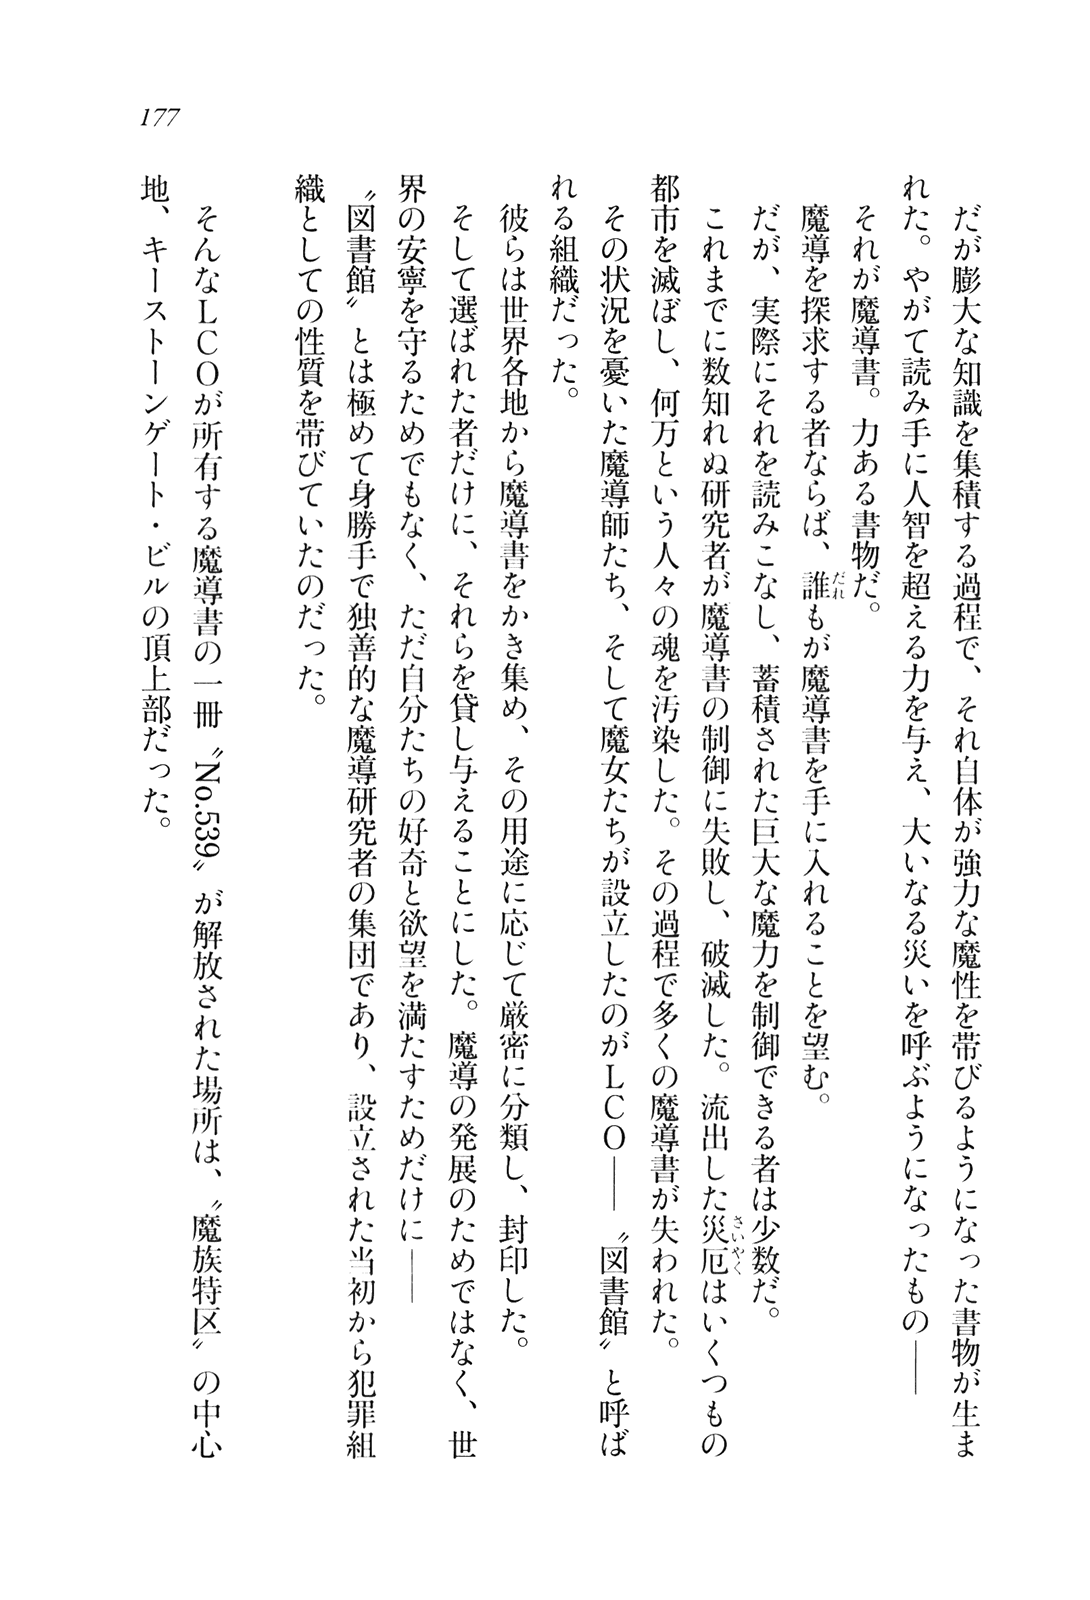 177
　だが膨大な知識を集積する過程で、それ自体が強力な魔性を帯びるようになった書物が生ま
れた。やがて読み手に人智を超える力を与え、大いなる災いを呼ぶようになったもの――
　それが魔導書。力ある書物だ。
　魔導を探求する者ならば、誰もが魔導書を手に入れることを望む。
　だが、実際にそれを読みこなし、蓄積された巨大な魔力を制御できる者は少数だ。
　これまでに数知れぬ研究者が魔導書の制御に失敗し、破滅した。流出した災厄はいくつもの
都市を滅ぼし、何万という人々の魂を汚染した。その過程で多くの魔導書が失われた。
　その状況を憂いた魔導師たち、そして魔女たちが設立したのがＬＣＯ――〝図書館〟と呼ば
れる組織だった。
　彼らは世界各地から魔導書をかき集め、その用途に応じて厳密に分類し、封印した。
　そして選ばれた者だけに、それらを貸し与えることにした。魔導の発展のためではなく、世
界の安寧を守るためでもなく、ただ自分たちの好奇と欲望を満たすためだけに――
　〝図書館〟とは極めて身勝手で独善的な魔導研究者の集団であり、設立された当初から犯罪組
織としての性質を帯びていたのだった。
　そんなＬＣＯが所有する魔導書の一冊〝No.539〟が解放された場所は、〝魔族特区〟の中心
地、キーストーンゲート・ビルの頂上部だった。
だれ
さいやく